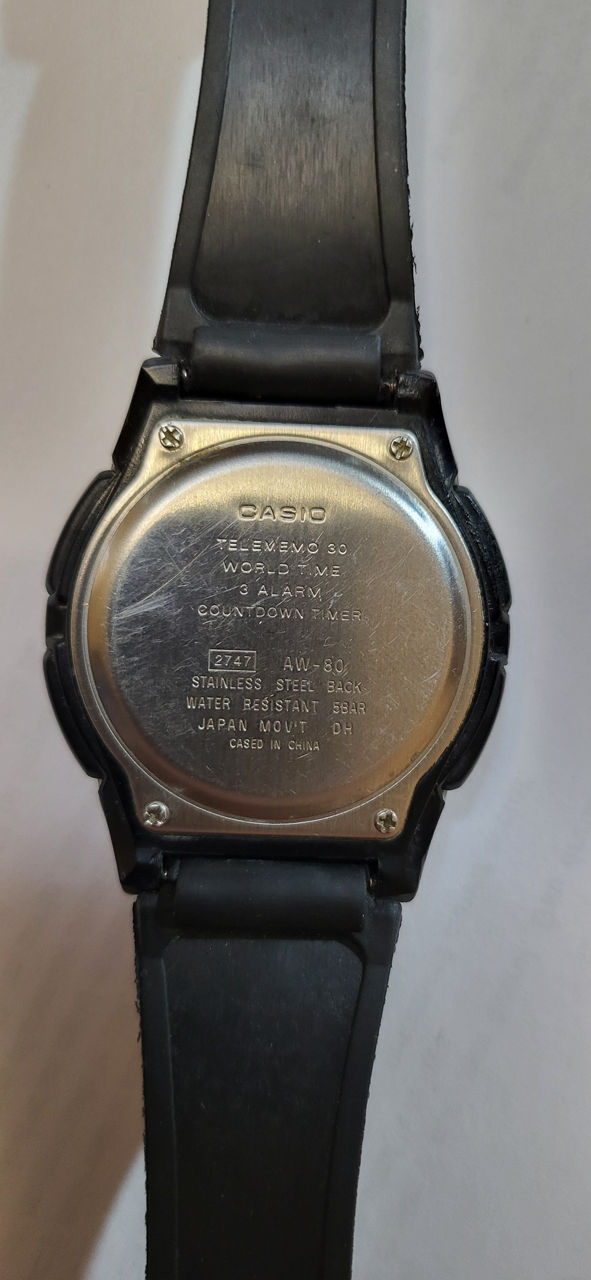 CASIO
TELEMEMO 30
WORLD TIME
3 ALARM
COUNTDOWN TIMER
2747 AW-80
STAINLESS STEEL BACK
WATER RESISTANT 5BAR
JAPAN MOV'T DH
CASED IN CHINA